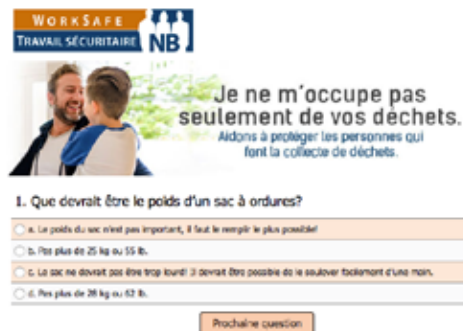 WORKSAFE
TRAVAIL SÉCURITAIRE NB
Je ne m'occupe pas
seulement de vos déchets.
Aidons à protéger les personnes qui
font la collecte de déchets.
1. Que devrait être le poids d'un sac à ordures?
a. Le poids du sac n'est pas important, il faut le remplir le plus possible!
b. Pas plus de 25 kg ou 55 lb.
c. Le sac ne devrait pas être trop lourd! Il devrait être possible de le soulever facilement d'une main.
d. Pas plus de 28 kg ou 62 lb.
Prochaine question